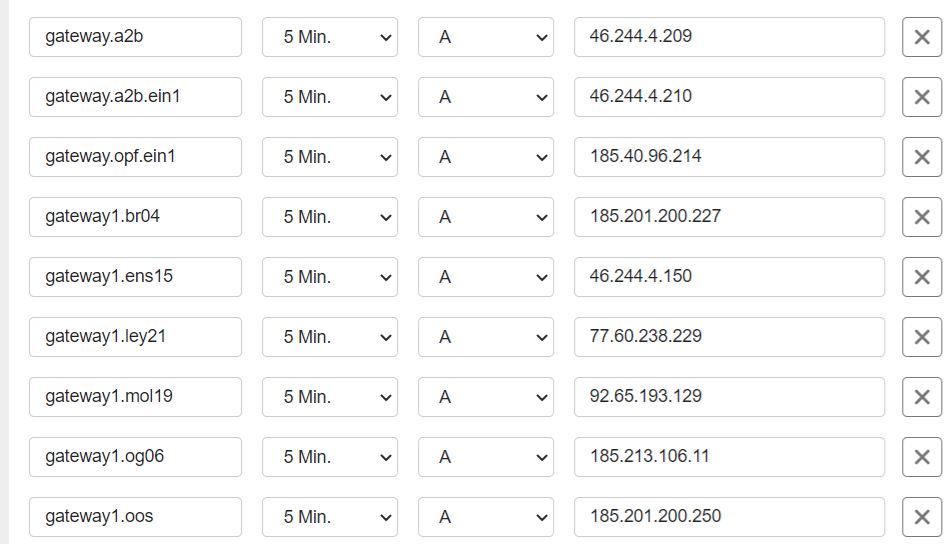 gateway.a2b 5 Min. A 46.244.4.209
gateway.a2b.ein1 5 Min. A 46.244.4.210
gateway.opf.ein1 5 Min. A 185.40.96.214
gateway1.br04 5 Min. A 185.201.200.227
gateway1.ens15 5 Min. A 46.244.4.150
gateway1.ley21 5 Min. A 77.60.238.229
gateway1.mol19 5 Min. A 92.65.193.129
gateway1.og06 5 Min. A 185.213.106.11
gateway1.oos 5 Min. A 185.201.200.250